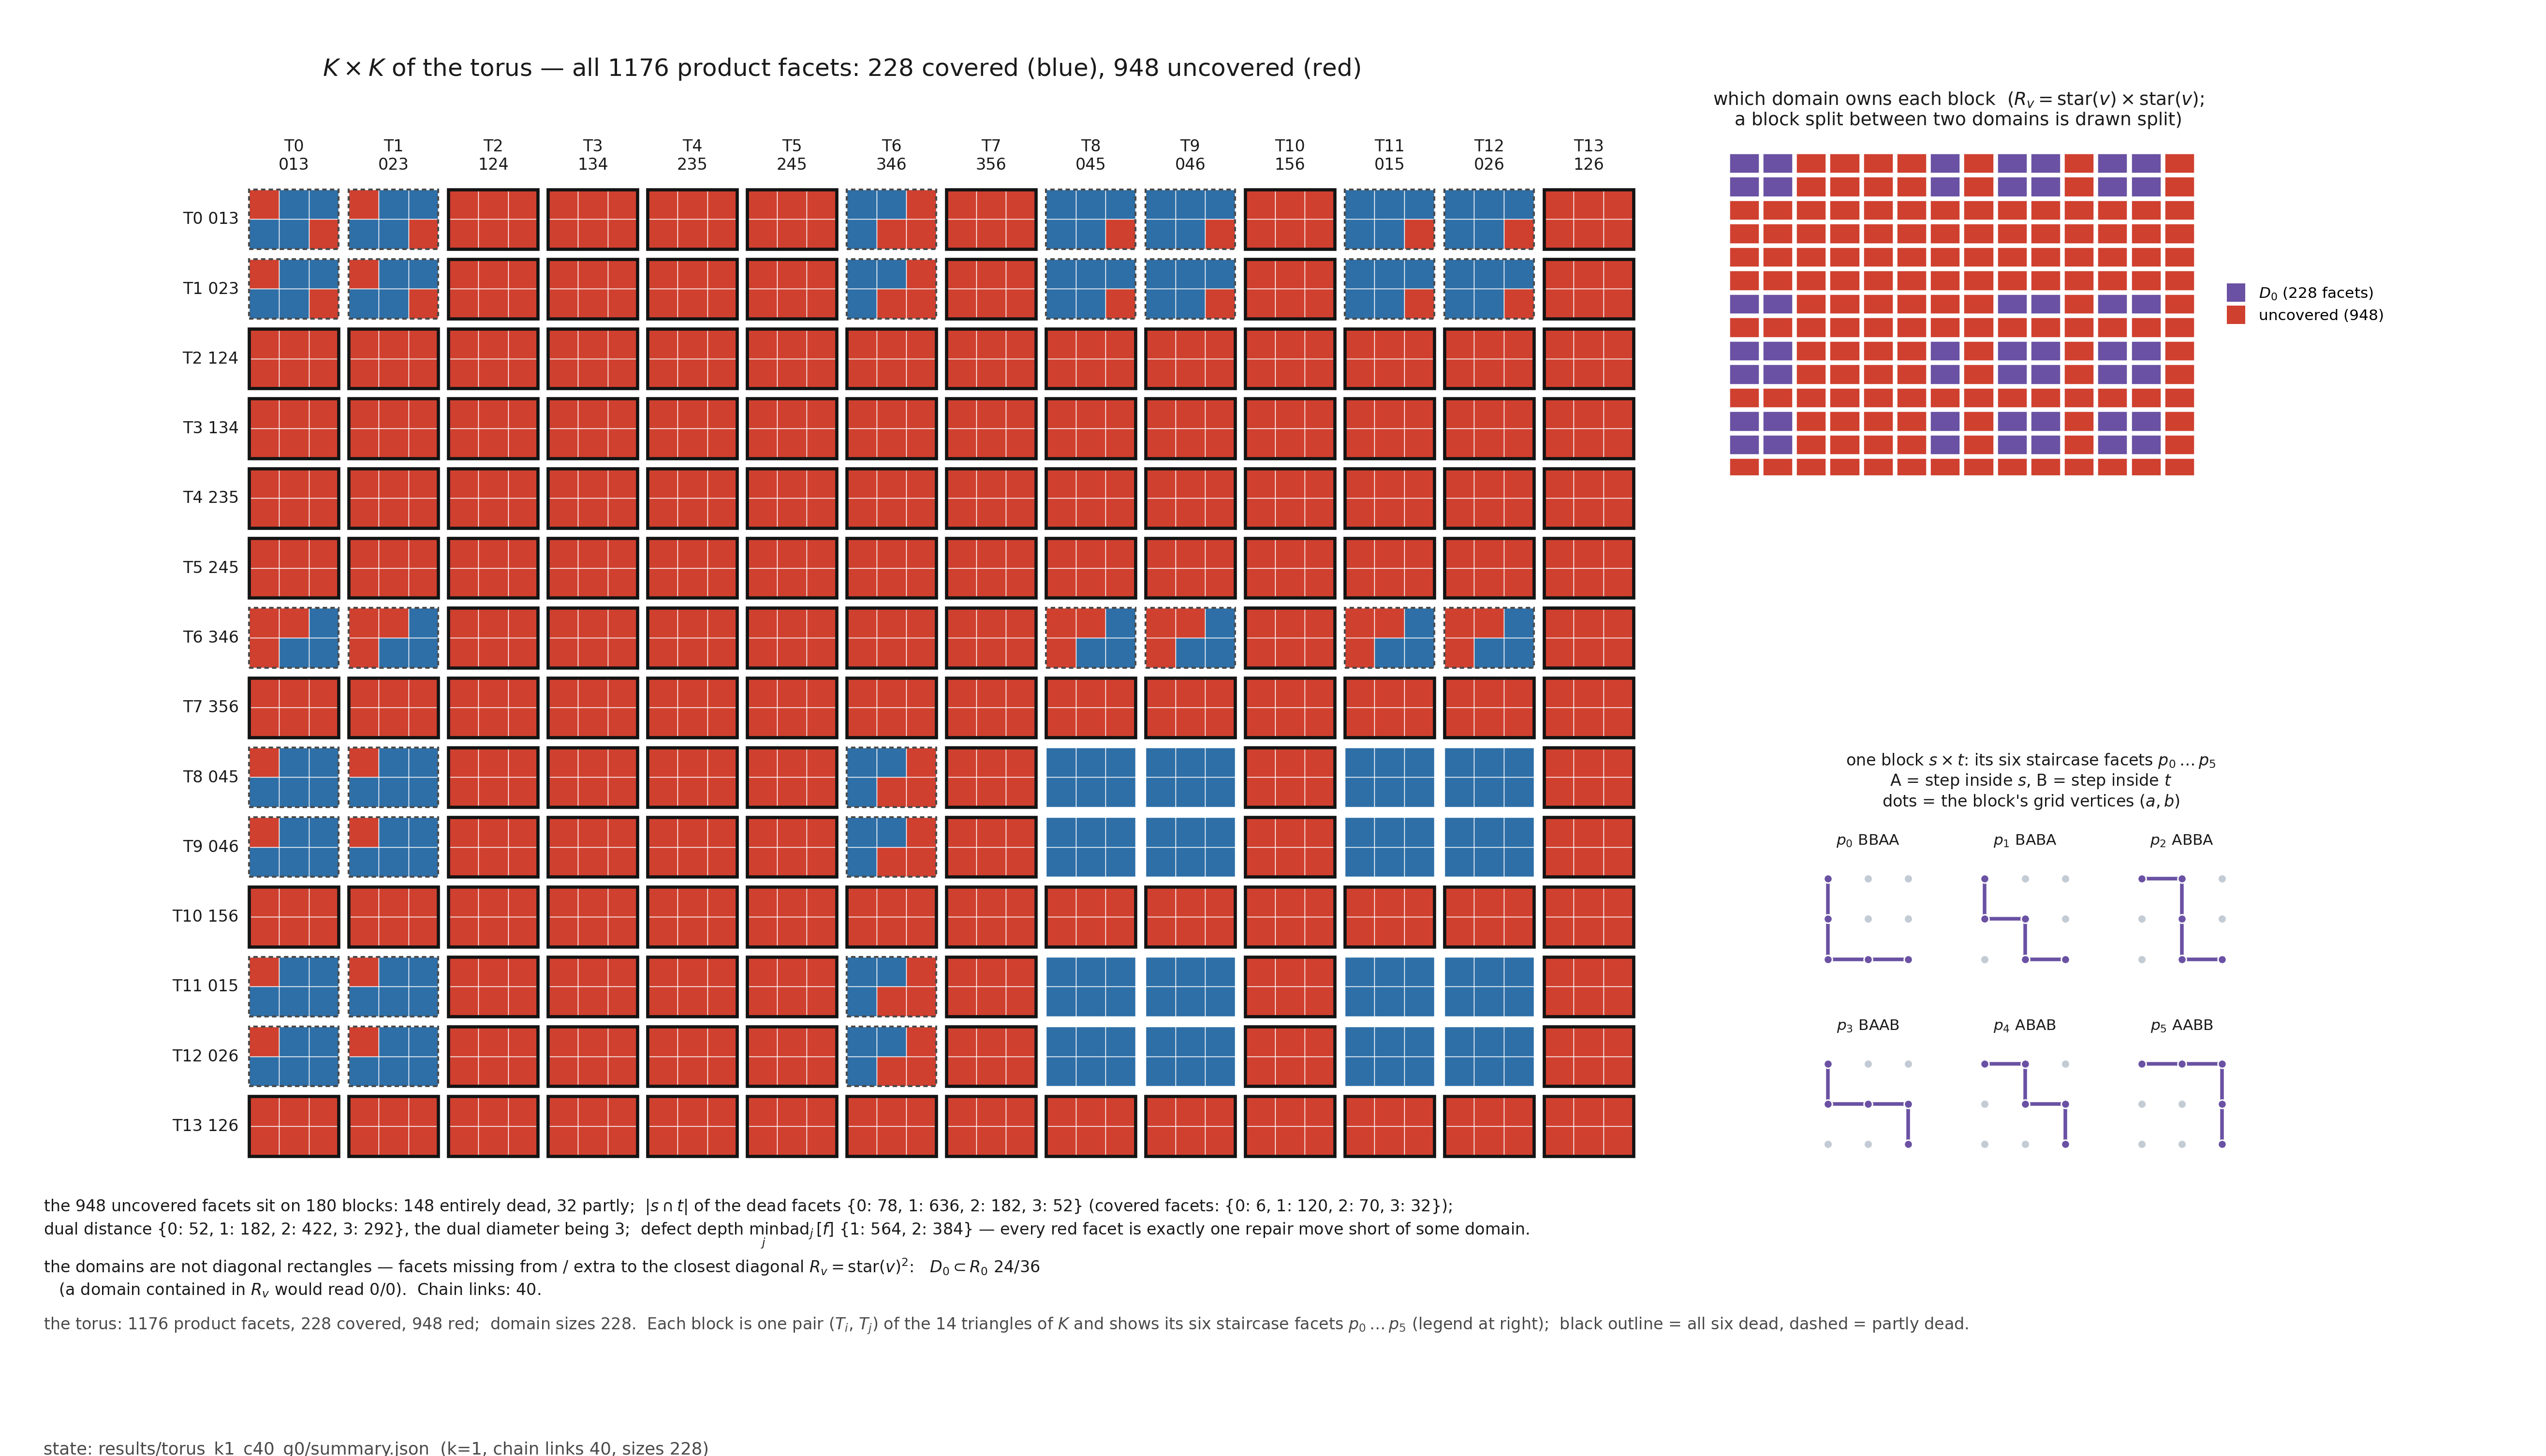 K × K of the torus — all 1176 product facets: 228 covered (blue), 948 uncovered (red)
T0 T1 T2 T3 T4 T5 T6 T7 T8 T9 T10 T11 T12 T13
013 023 124 134 235 245 346 356 045 046 156 015 026 126
T0 013
T1 023
T2 124
T3 134
T4 235
T5 245
T6 346
T7 356
T8 045
T9 046
T10 156
T11 015
T12 026
T13 126
which domain owns each block (R_v = star(v) × star(v);
a block split between two domains is drawn split)
D_0 (228 facets)
uncovered (948)
one block s × t: its six staircase facets p_0 … p_5
A = step inside s, B = step inside t
dots = the block's grid vertices (a, b)
p_0 BBAA p_1 BABA p_2 ABBA
p_3 BAAB p_4 ABAB p_5 AABB
the 948 uncovered facets sit on 180 blocks: 148 entirely dead, 32 partly; |s ∩ t| of the dead facets {0: 78, 1: 636, 2: 182, 3: 52} (covered facets: {0: 6, 1: 120, 2: 70, 3: 32});
dual distance {0: 52, 1: 182, 2: 422, 3: 292}, the dual diameter being 3; defect depth min_j bad_j [f] {1: 564, 2: 384} — every red facet is exactly one repair move short of some domain.
the domains are not diagonal rectangles — facets missing from / extra to the closest diagonal R_v = star(v)²: D_0 ⊂ R_0 24/36
(a domain contained in R_v would read 0/0). Chain links: 40.
the torus: 1176 product facets, 228 covered, 948 red; domain sizes 228. Each block is one pair (T_i, T_j) of the 14 triangles of K and shows its six staircase facets p_0 … p_5 (legend at right); black outline = all six dead, dashed = partly dead.
state: results/torus_k1_c40_g0/summary.json (k=1, chain links 40, sizes 228)